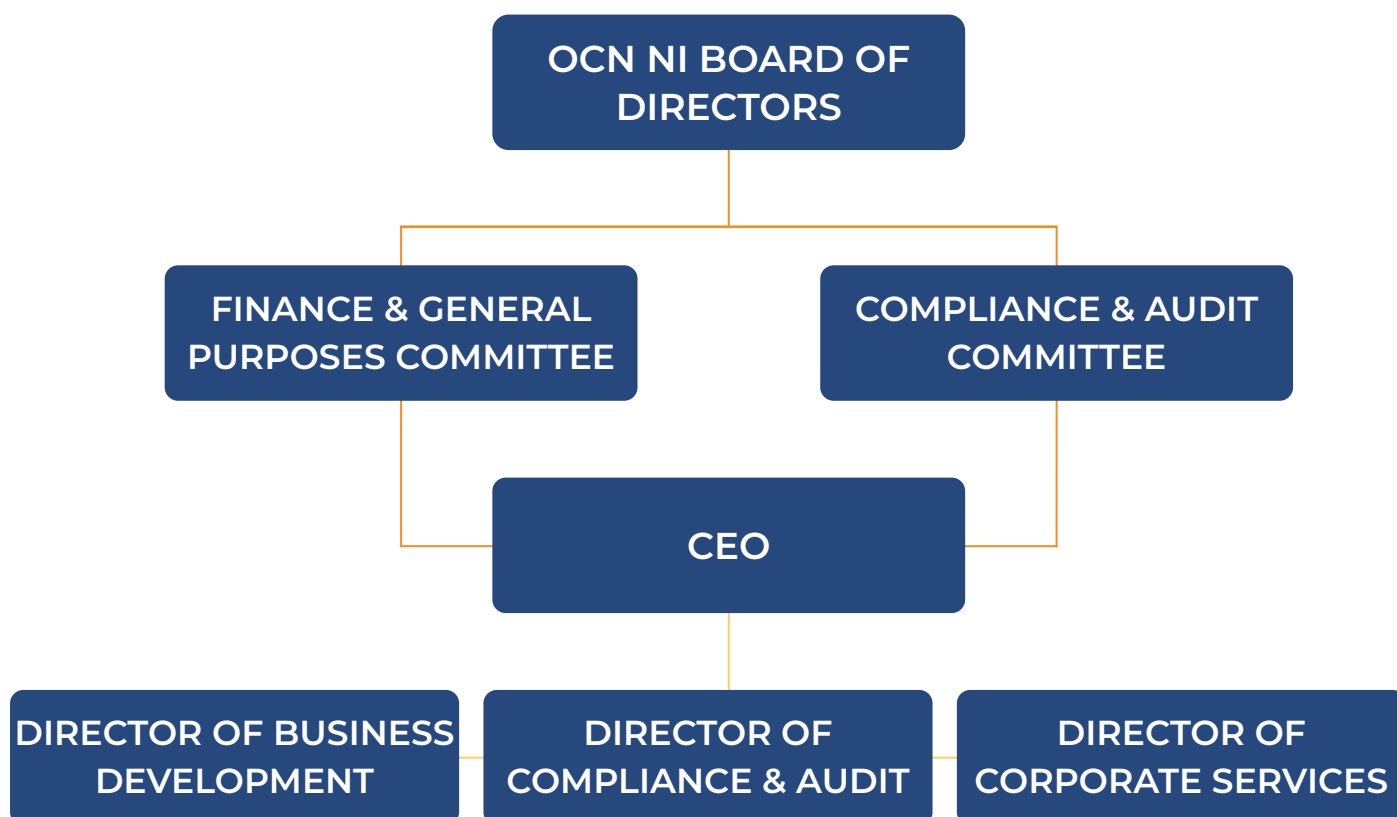 OCN NI BOARD OF
DIRECTORS
FINANCE & GENERAL
PURPOSES COMMITTEE
COMPLIANCE & AUDIT
COMMITTEE
CEO
DIRECTOR OF BUSINESS
DEVELOPMENT
DIRECTOR OF
COMPLIANCE & AUDIT
DIRECTOR OF
CORPORATE SERVICES